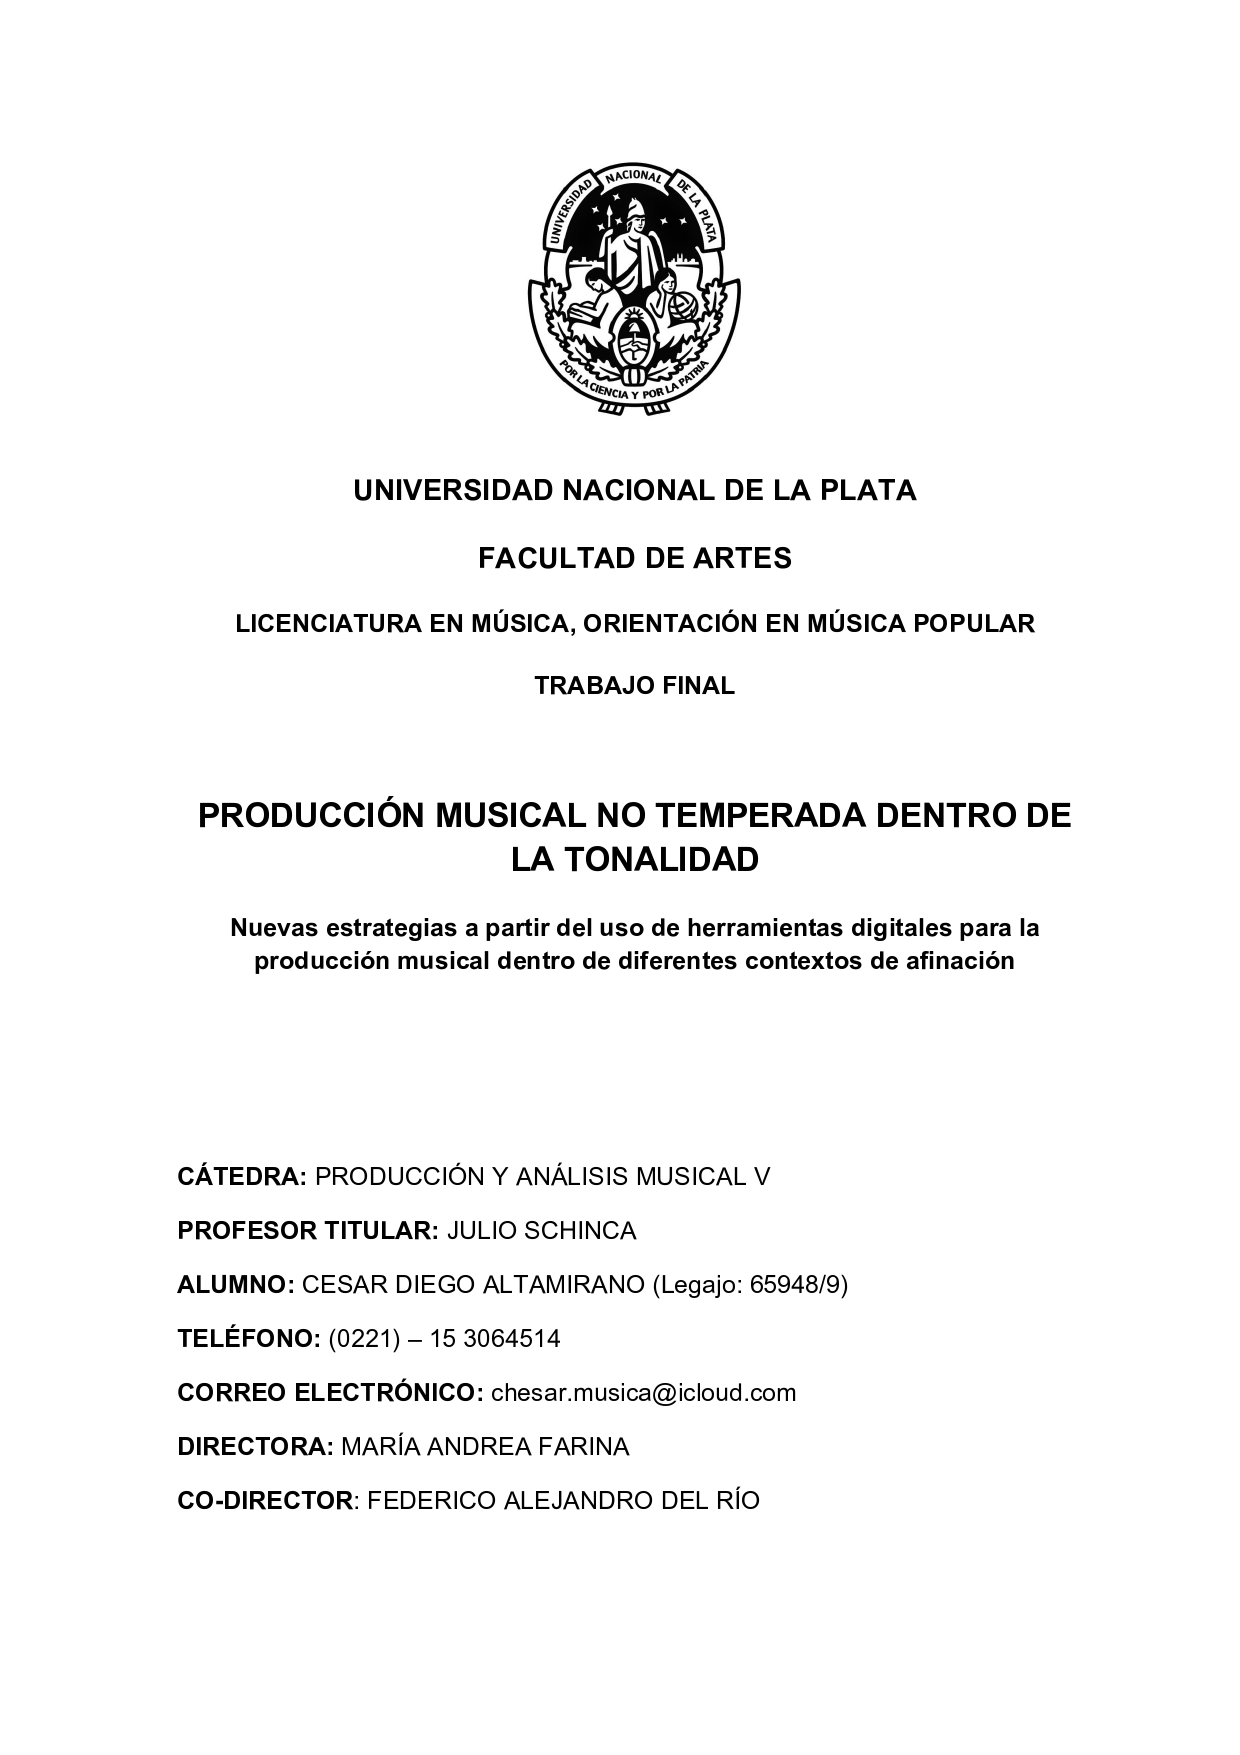 UNIVERSIDAD NACIONAL DE LA PLATA
POR LA CIENCIA Y POR LA PATRIA
UNIVERSIDAD NACIONAL DE LA PLATA
FACULTAD DE ARTES
LICENCIATURA EN MÚSICA, ORIENTACIÓN EN MÚSICA POPULAR
TRABAJO FINAL
PRODUCCIÓN MUSICAL NO TEMPERADA DENTRO DE
LA TONALIDAD
Nuevas estrategias a partir del uso de herramientas digitales para la
producción musical dentro de diferentes contextos de afinación
CÁTEDRA: PRODUCCIÓN Y ANÁLISIS MUSICAL V
PROFESOR TITULAR: JULIO SCHINCA
ALUMNO: CESAR DIEGO ALTAMIRANO (Legajo: 65948/9)
TELÉFONO: (0221) – 15 3064514
CORREO ELECTRÓNICO: chesar.musica@icloud.com
DIRECTORA: MARÍA ANDREA FARINA
CO-DIRECTOR: FEDERICO ALEJANDRO DEL RÍO